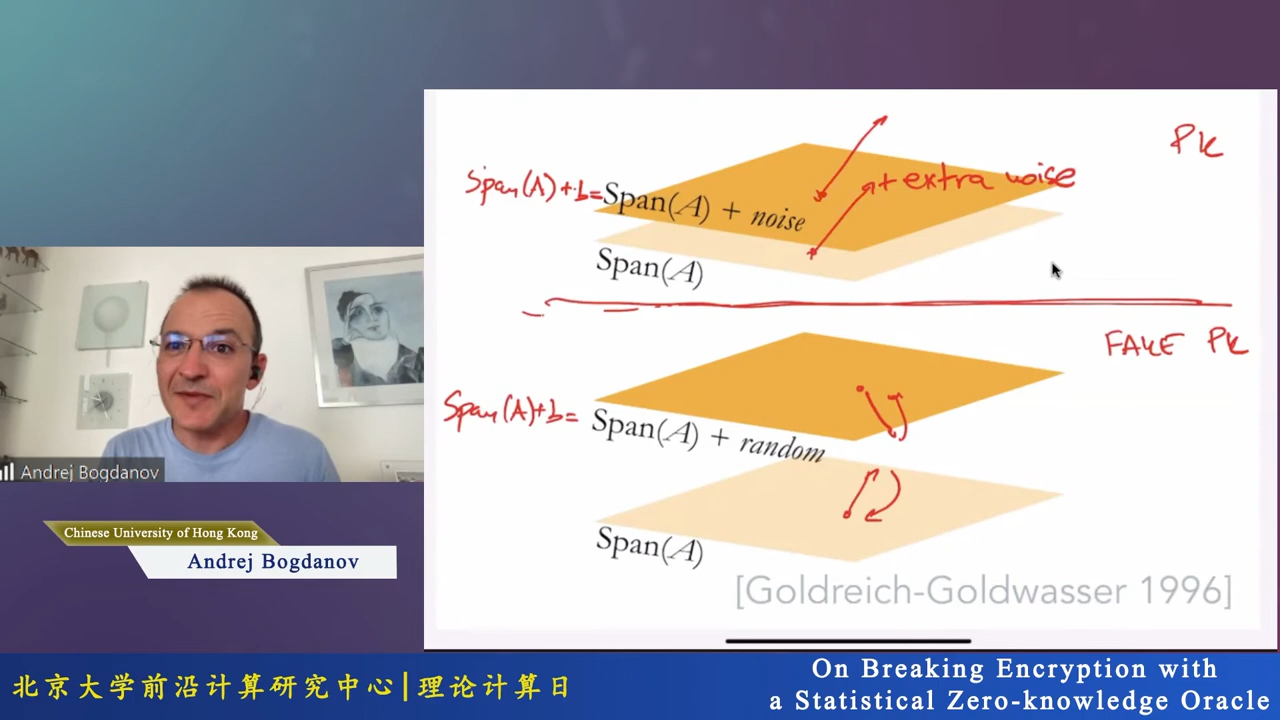 Pk
Span(A)+b=Span(A) + noise
+ extra noise
Span(A)
FAKE Pk
Span(A)+b= Span(A) + random
Span(A)
[Goldreich-Goldwasser 1996]
Andrej Bogdanov
Chinese University of Hong Kong
Andrej Bogdanov
北京大学前沿计算研究中心|理论计算日
On Breaking Encryption with
a Statistical Zero-knowledge Oracle